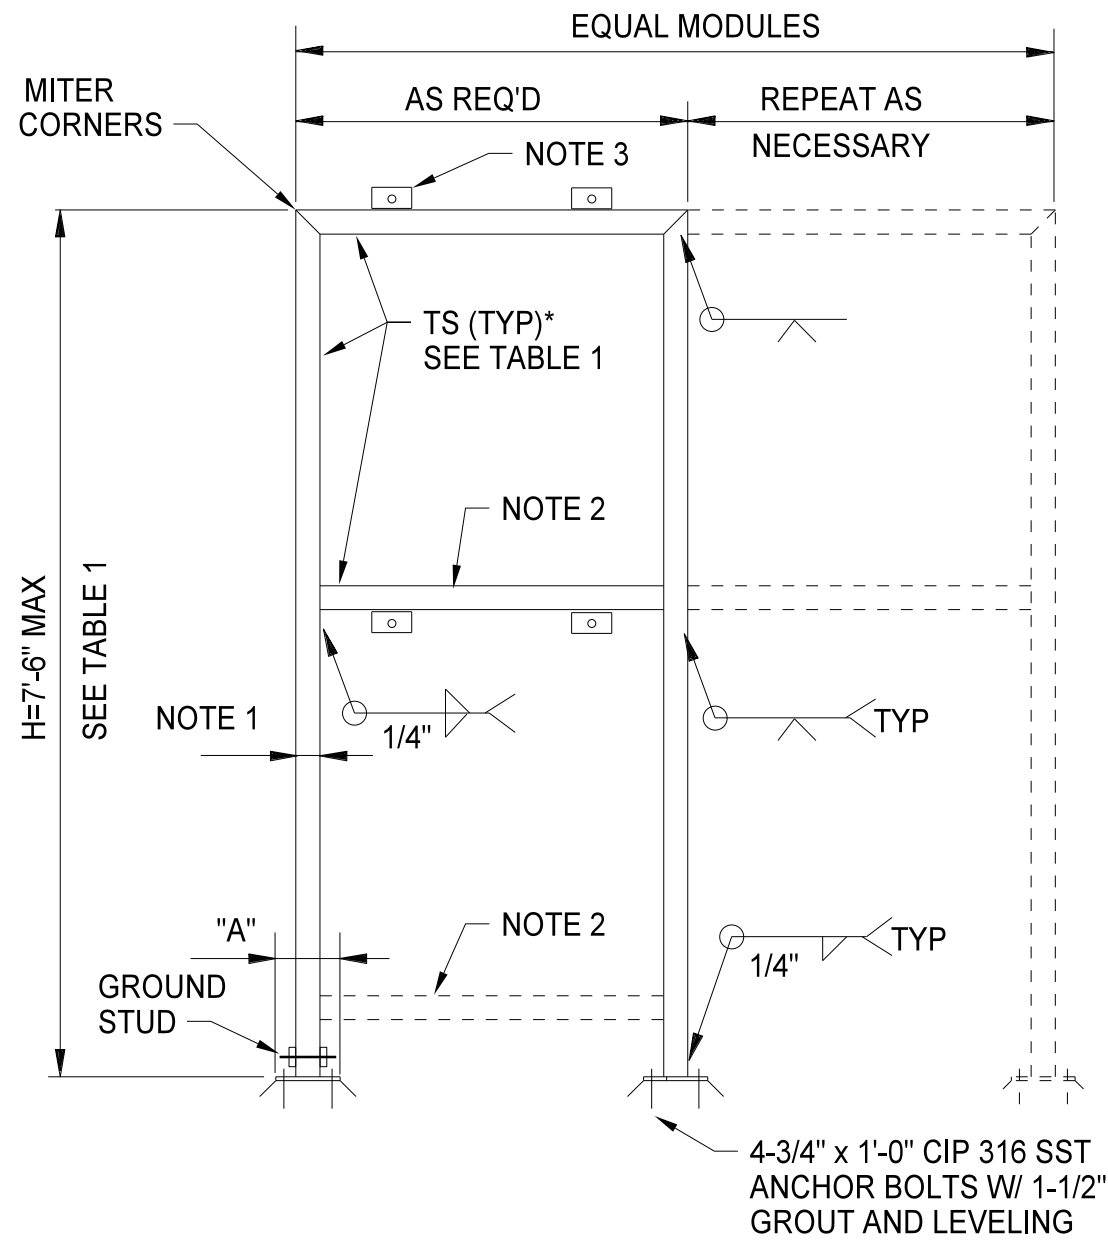 EQUAL MODULES
MITER
CORNERS
AS REQ'D
REPEAT AS
NECESSARY
NOTE 3
TS (TYP)*
SEE TABLE 1
NOTE 2
H=7'-6" MAX
SEE TABLE 1
NOTE 1
1/4"
TYP
"A"
NOTE 2
TYP
1/4"
GROUND
STUD
4-3/4" x 1'-0" CIP 316 SST
ANCHOR BOLTS W/ 1-1/2"
GROUT AND LEVELING